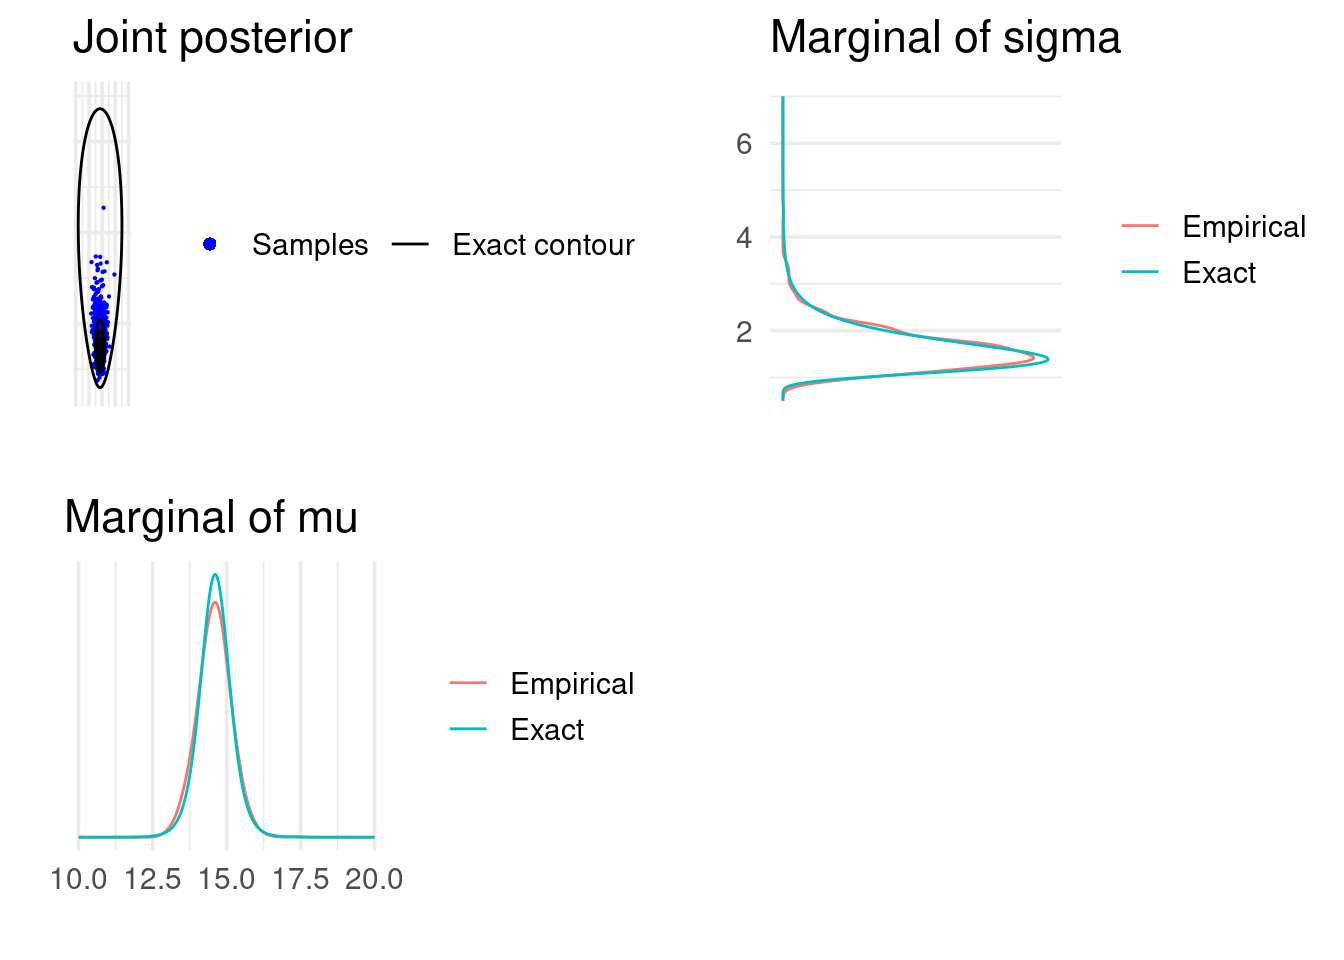 Joint posterior
Samples
Exact contour
Marginal of sigma
6
4
2
Empirical
Exact
Marginal of mu
Empirical
Exact
10.0 12.5 15.0 17.5 20.0